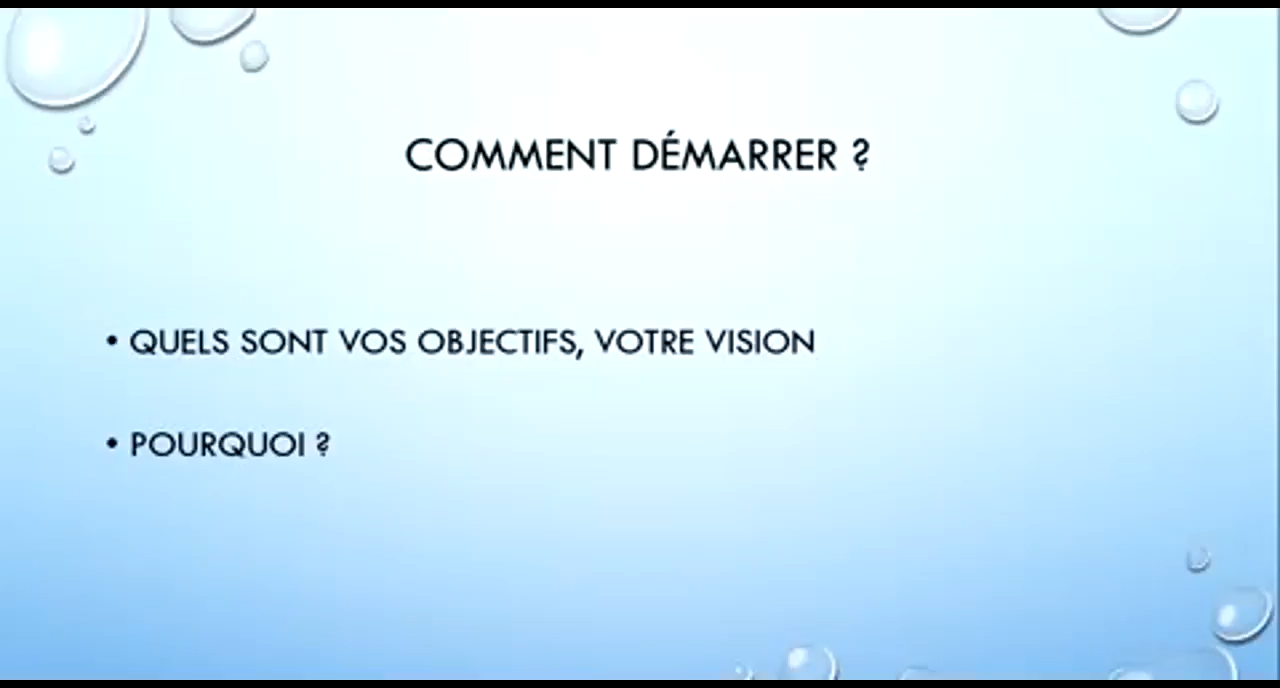 COMMENT DÉMARRER ?
• QUELS SONT VOS OBJECTIFS, VOTRE VISION
• POURQUOI ?